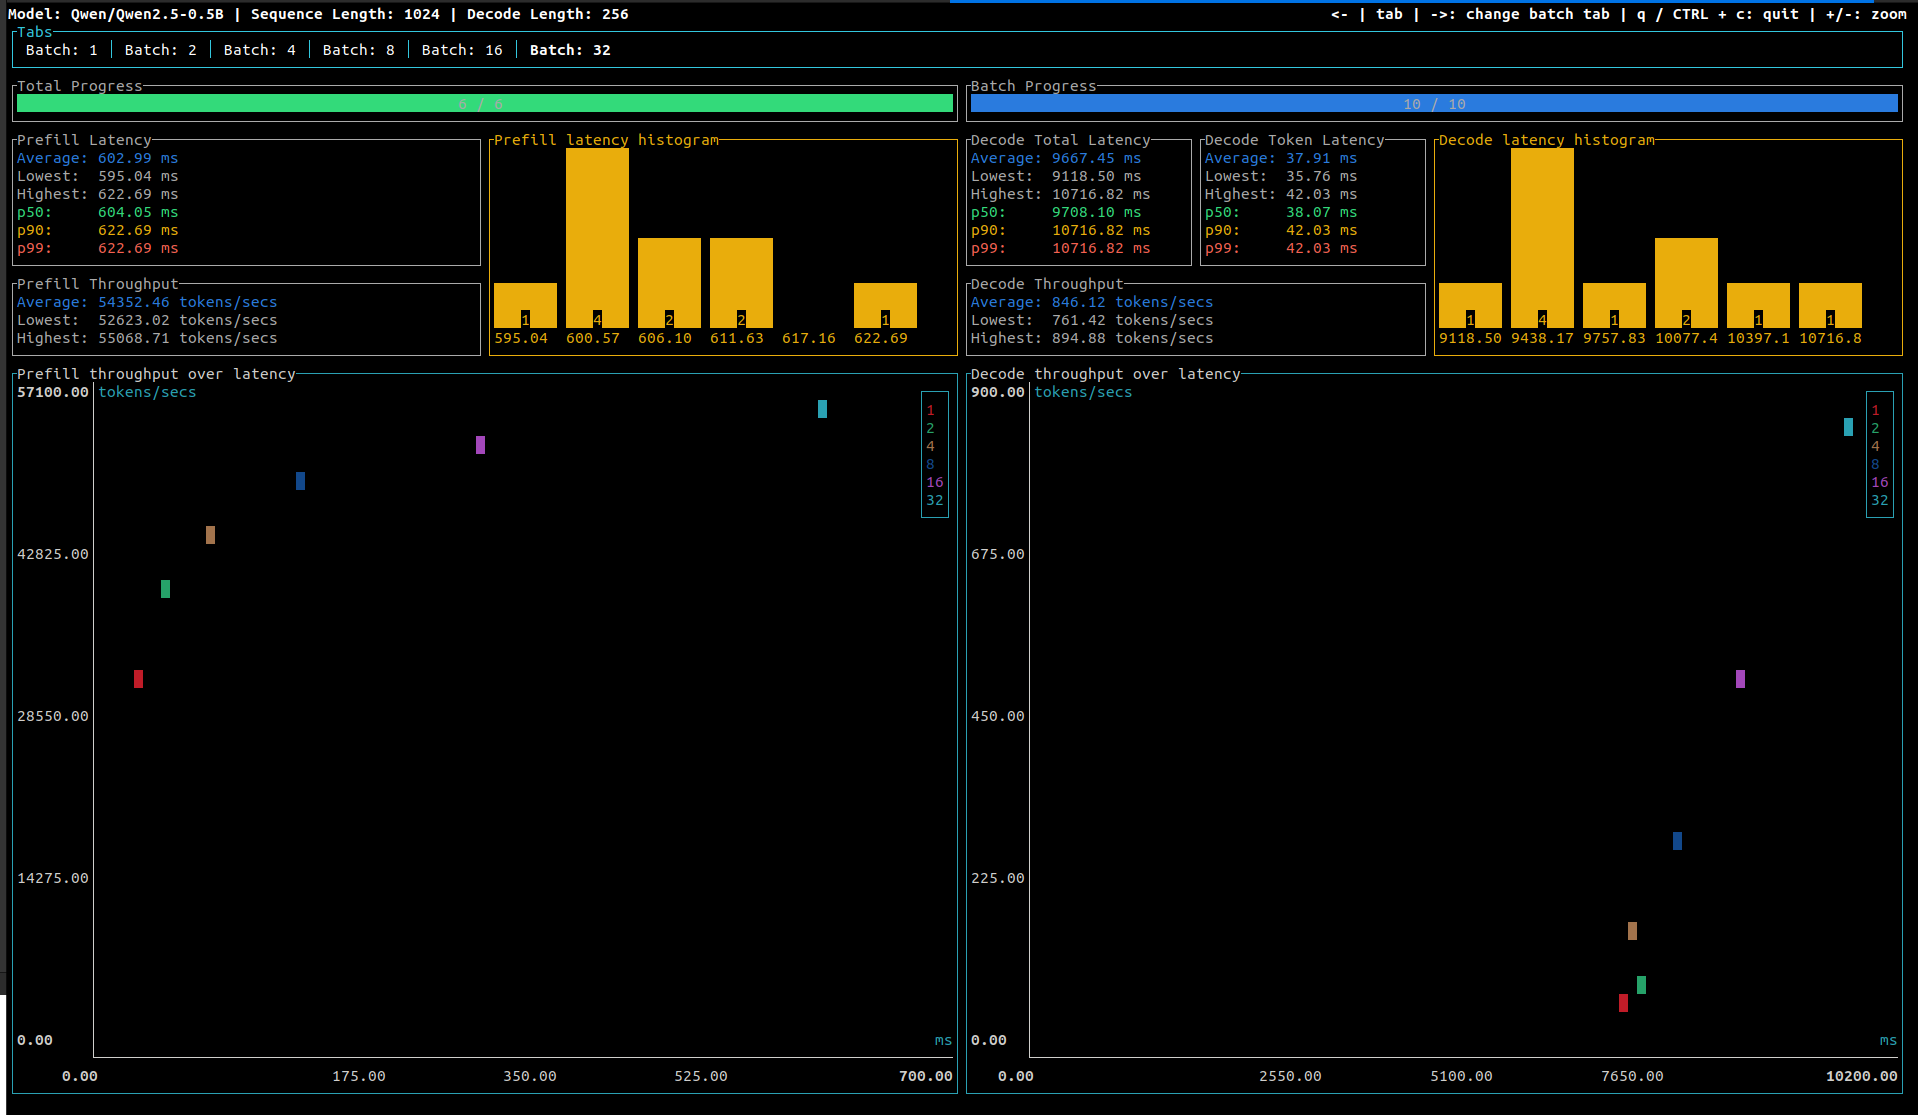 Model: Qwen/Qwen2.5-0.5B | Sequence Length: 1024 | Decode Length: 256
<- | tab | ->: change batch tab | q / CTRL + c: quit | +/-: zoom
Tabs
Batch: 1 │ Batch: 2 │ Batch: 4 │ Batch: 8 │ Batch: 16 │ Batch: 32
Total Progress
6 / 6
Batch Progress
10 / 10
Prefill Latency
Average: 602.99 ms
Lowest: 595.04 ms
Highest: 622.69 ms
p50: 604.05 ms
p90: 622.69 ms
p99: 622.69 ms
Prefill Throughput
Average: 54352.46 tokens/secs
Lowest: 52623.02 tokens/secs
Highest: 55068.71 tokens/secs
Prefill latency histogram
1 4 2 2 1
595.04 600.57 606.10 611.63 617.16 622.69
Decode Total Latency
Average: 9667.45 ms
Lowest: 9118.50 ms
Highest: 10716.82 ms
p50: 9708.10 ms
p90: 10716.82 ms
p99: 10716.82 ms
Decode Token Latency
Average: 37.91 ms
Lowest: 35.76 ms
Highest: 42.03 ms
p50: 38.07 ms
p90: 42.03 ms
p99: 42.03 ms
Decode Throughput
Average: 846.12 tokens/secs
Lowest: 761.42 tokens/secs
Highest: 894.88 tokens/secs
Decode latency histogram
1 4 1 2 1 1
9118.50 9438.17 9757.83 10077.4 10397.1 10716.8
Prefill throughput over latency
57100.00 tokens/secs
1
2
4
8
16
32
42825.00
28550.00
14275.00
0.00
ms
0.00 175.00 350.00 525.00 700.00
Decode throughput over latency
900.00 tokens/secs
1
2
4
8
16
32
675.00
450.00
225.00
0.00
ms
0.00 2550.00 5100.00 7650.00 10200.00